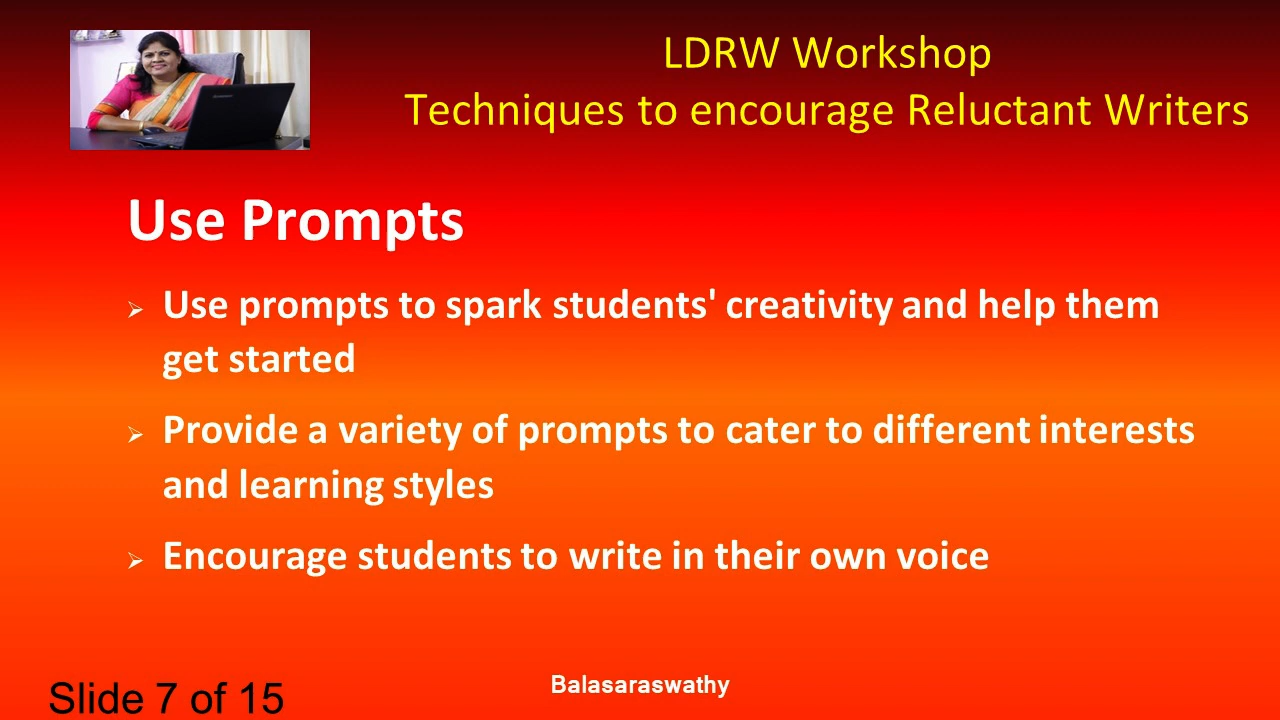 LDRW Workshop
Techniques to encourage Reluctant Writers
Use Prompts
Use prompts to spark students' creativity and help them
get started
Provide a variety of prompts to cater to different interests
and learning styles
Encourage students to write in their own voice
Slide 7 of 15
Balasaraswathy